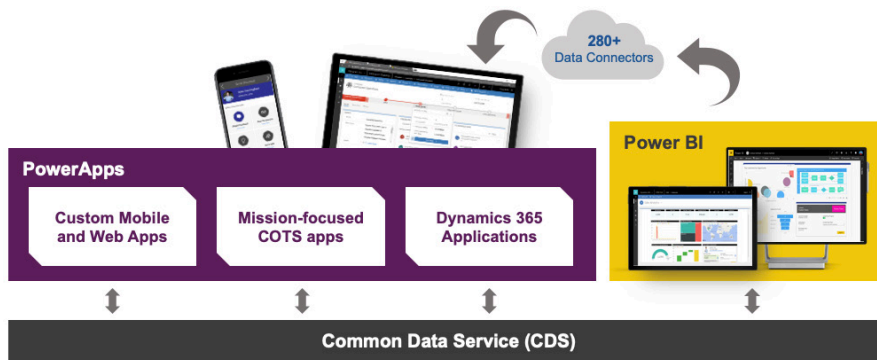 280+
Data Connectors
Power BI
PowerApps
Custom Mobile
and Web Apps
Mission-focused
COTS apps
Dynamics 365
Applications
Common Data Service (CDS)